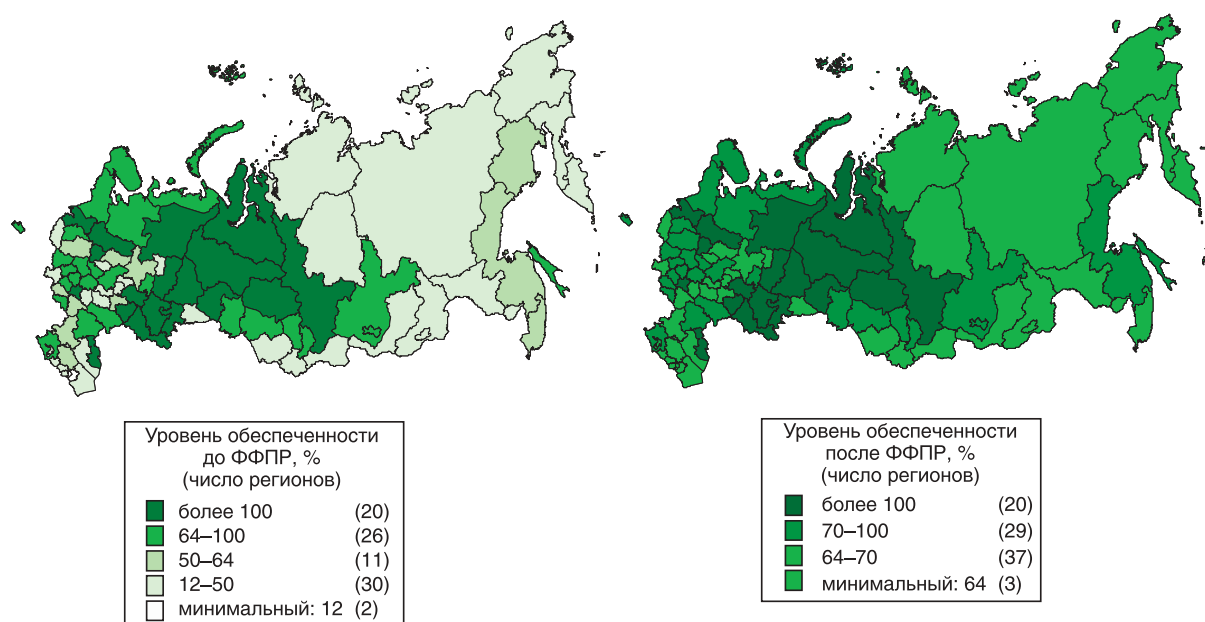 Уровень обеспеченности
до ФФПР, %
(число регионов)
более 100 (20)
64–100 (26)
50–64 (11)
12–50 (30)
минимальный: 12 (2)
Уровень обеспеченности
после ФФПР, %
(число регионов)
более 100 (20)
70–100 (29)
64–70 (37)
минимальный: 64 (3)